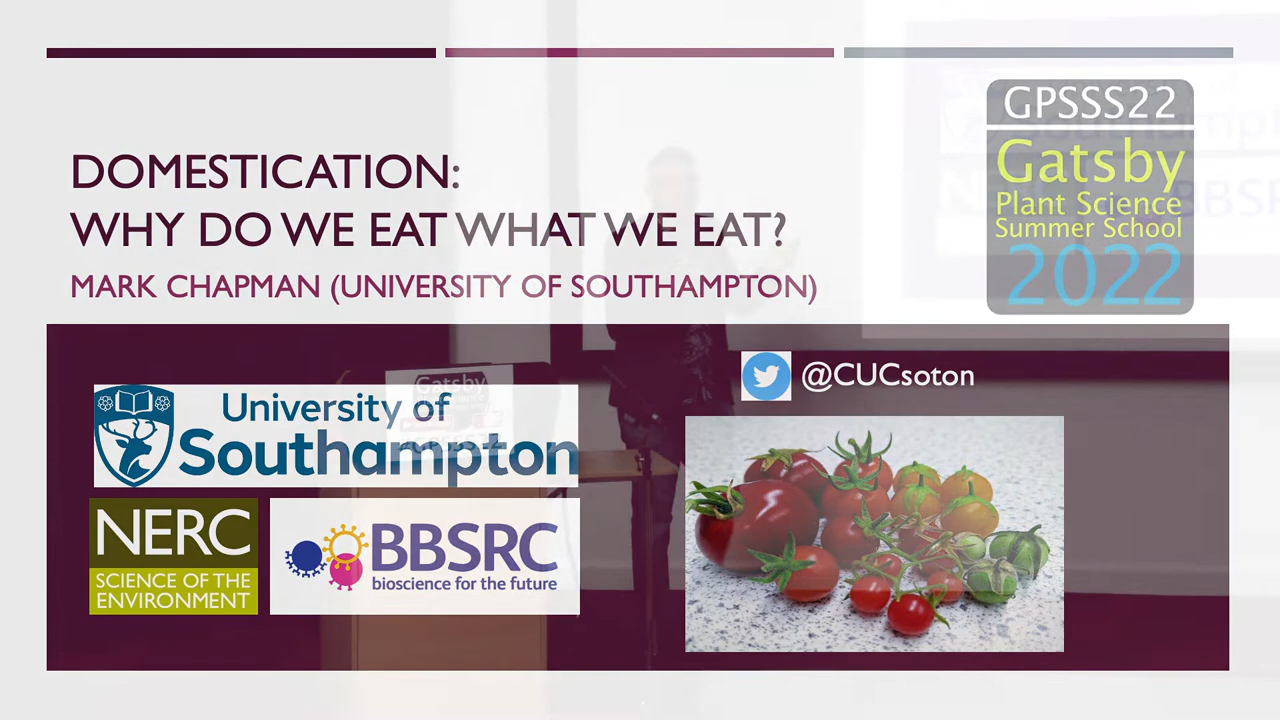 DOMESTICATION:
WHY DO WE EAT WHAT WE EAT?
MARK CHAPMAN (UNIVERSITY OF SOUTHAMPTON)
GPSSS22
Gatsby
Plant Science
Summer School
2022
University of
Southampton
NERC
SCIENCE OF THE
ENVIRONMENT
BBSRC
bioscience for the future
@CUCsoton
Gatsby